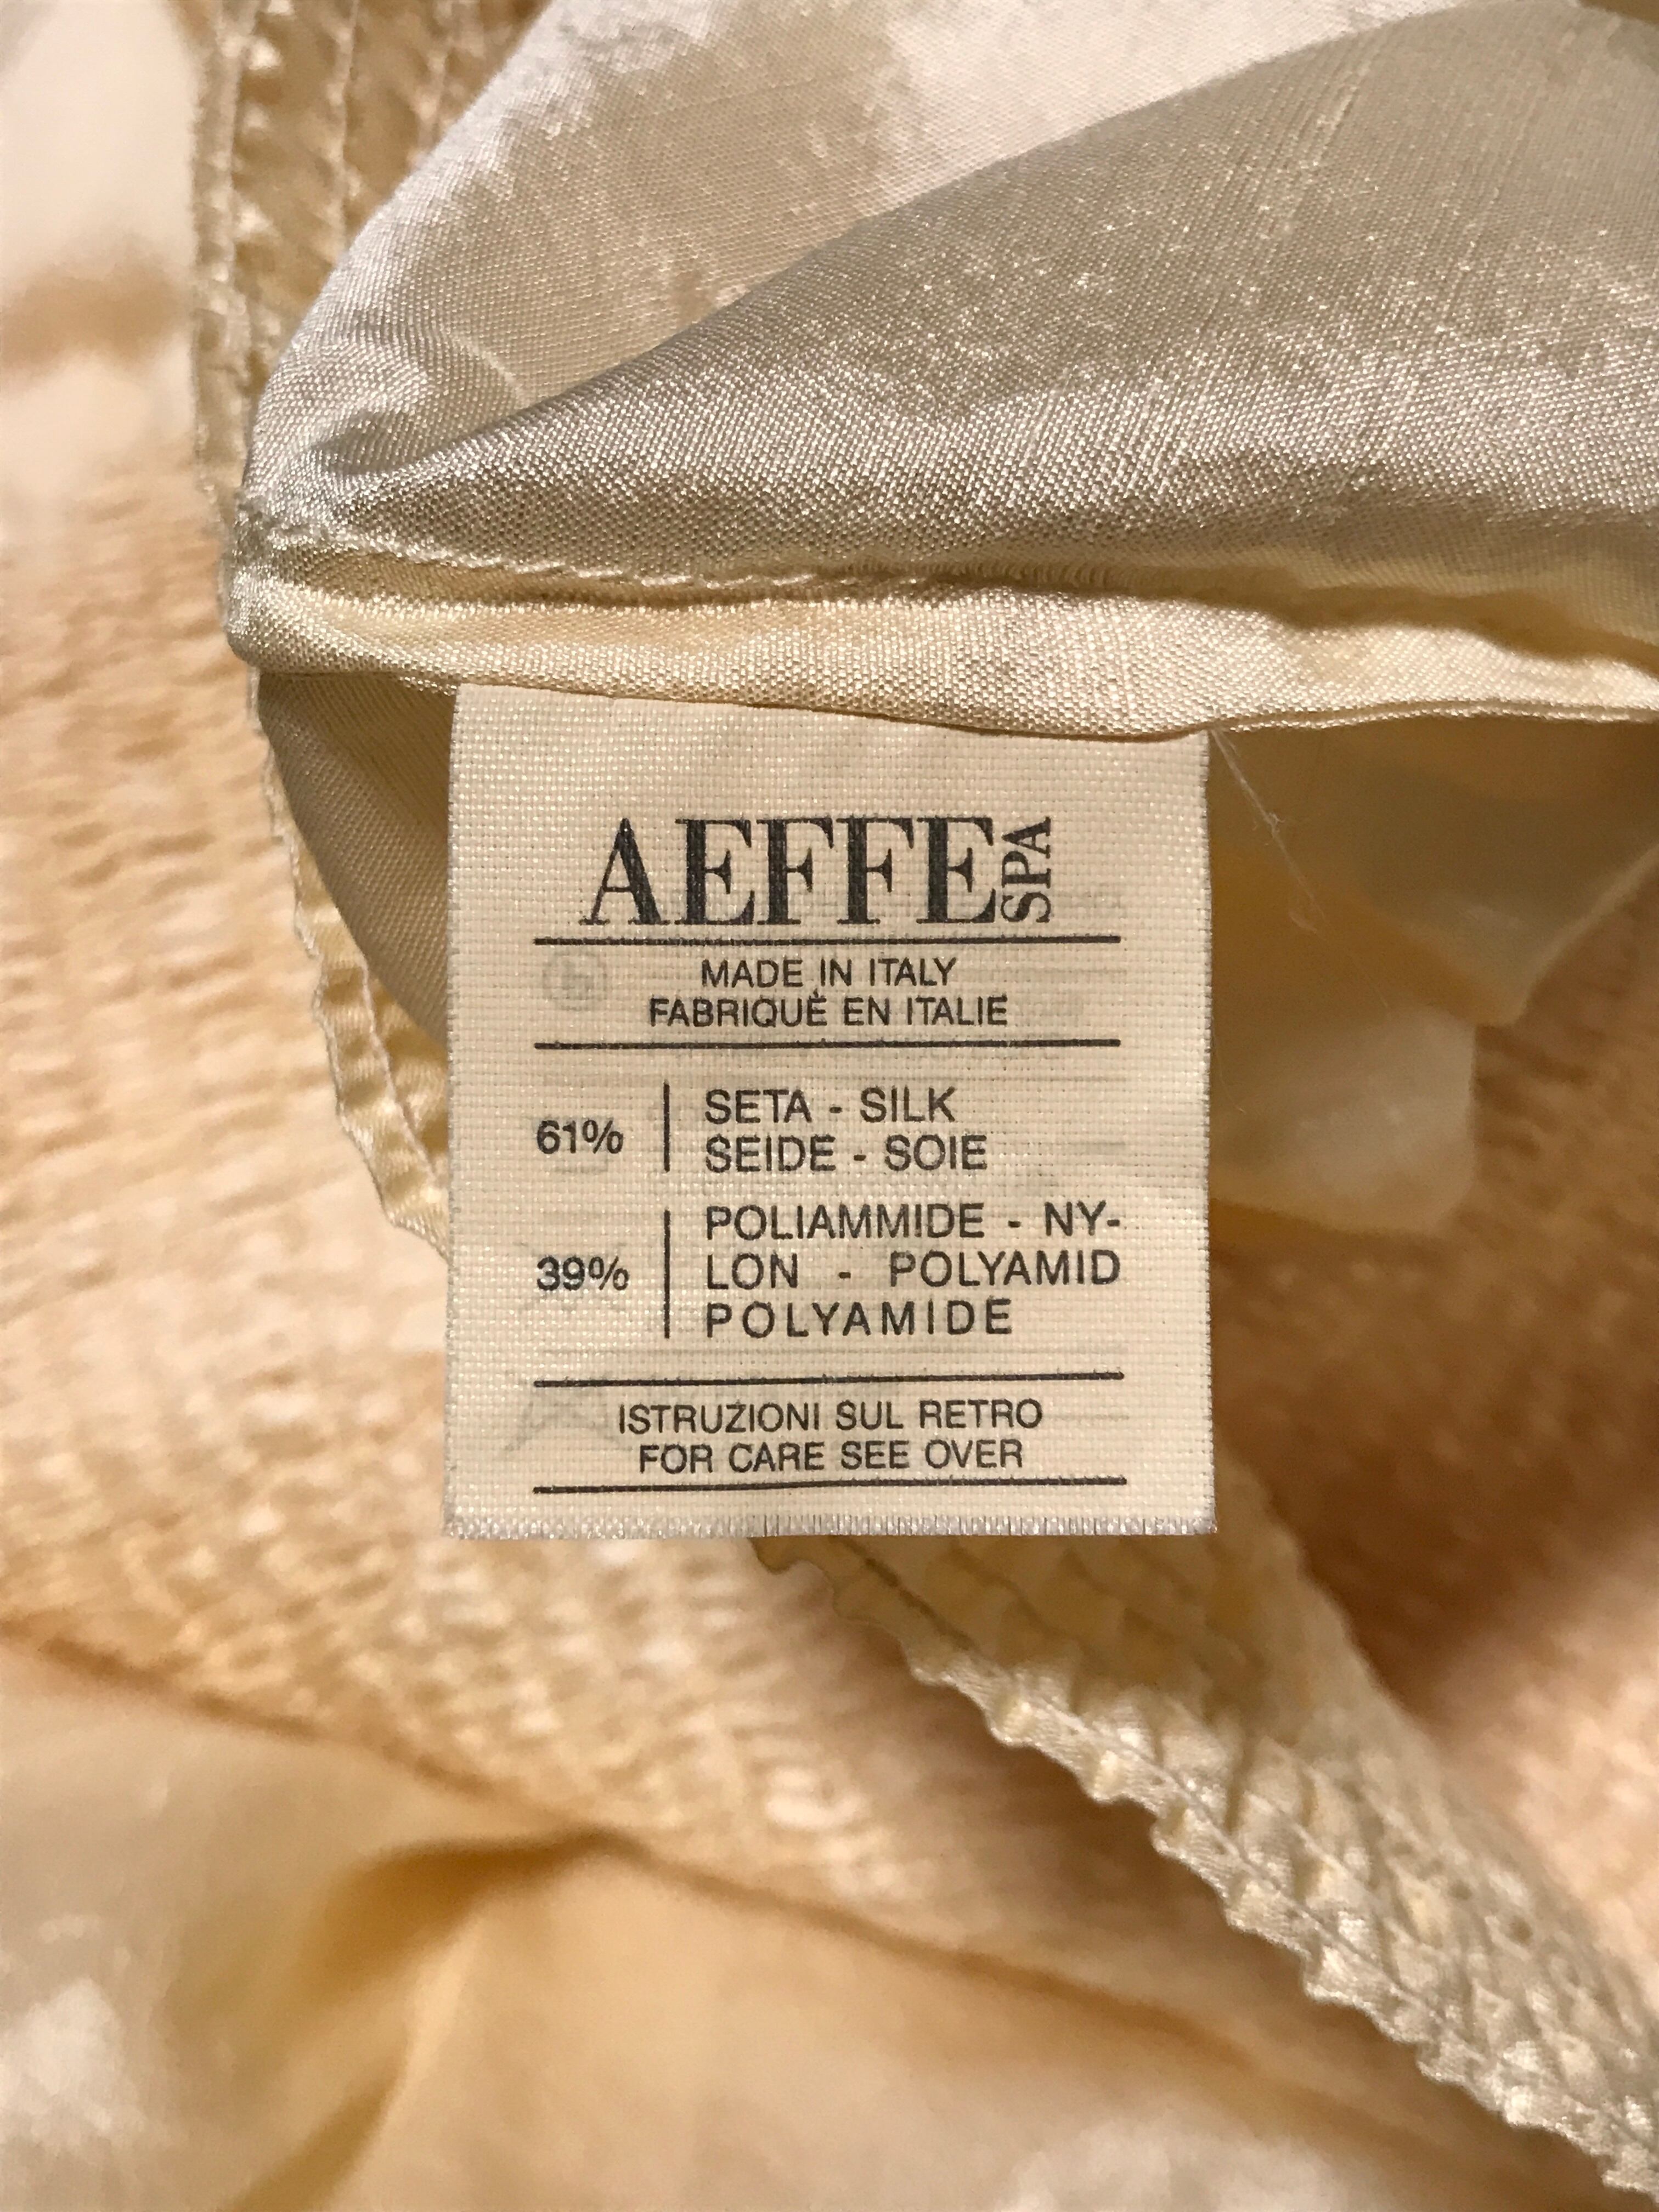 AEFFE SPA
MADE IN ITALY
FABRIQUÈ EN ITALIE
61%
SETA - SILK
SEIDE - SOIE
39%
POLIAMMIDE - NY-
LON - POLYAMID
POLYAMIDE
ISTRUZIONI SUL RETRO
FOR CARE SEE OVER